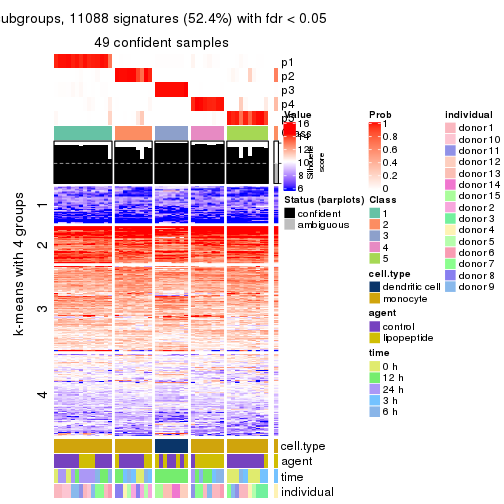 ubgroups, 11088 signatures (52.4%) with fdr < 0.05
49 confident samples
p1
p2
p3
p4
p5
Class
Silhouette score
k-means with 4 groups
1
2
3
4
cell.type
agent
time
individual
Value
16
14
12
10
8
6
Status (barplots)
confident
ambiguous
Prob
1
0.8
0.6
0.4
0.2
0
Class
1
2
3
4
5
cell.type
dendritic cell
monocyte
agent
control
lipopeptide
time
0 h
12 h
24 h
3 h
6 h
individual
donor 1
donor 10
donor 11
donor 12
donor 13
donor 14
donor 15
donor 2
donor 3
donor 4
donor 5
donor 6
donor 7
donor 8
donor 9